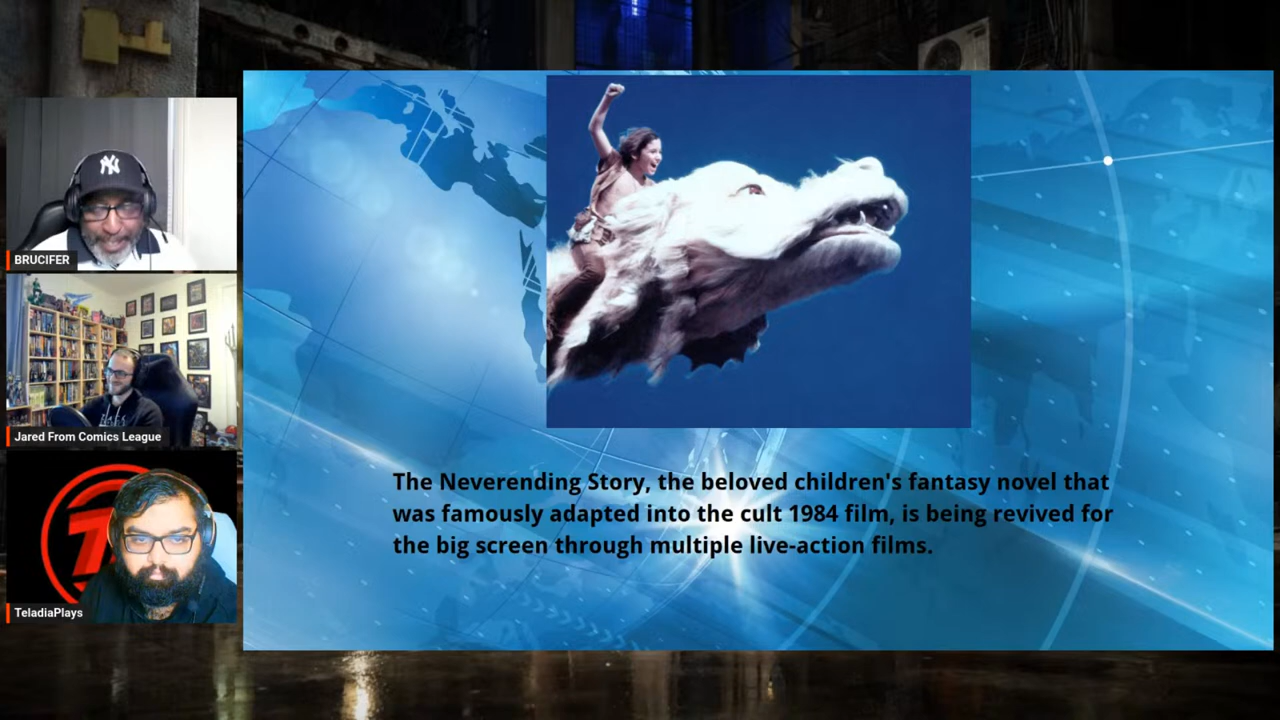 BRUCIFER
Jared From Comics League
TeladiaPlays
The Neverending Story, the beloved children's fantasy novel that
was famously adapted into the cult 1984 film, is being revived for
the big screen through multiple live-action films.